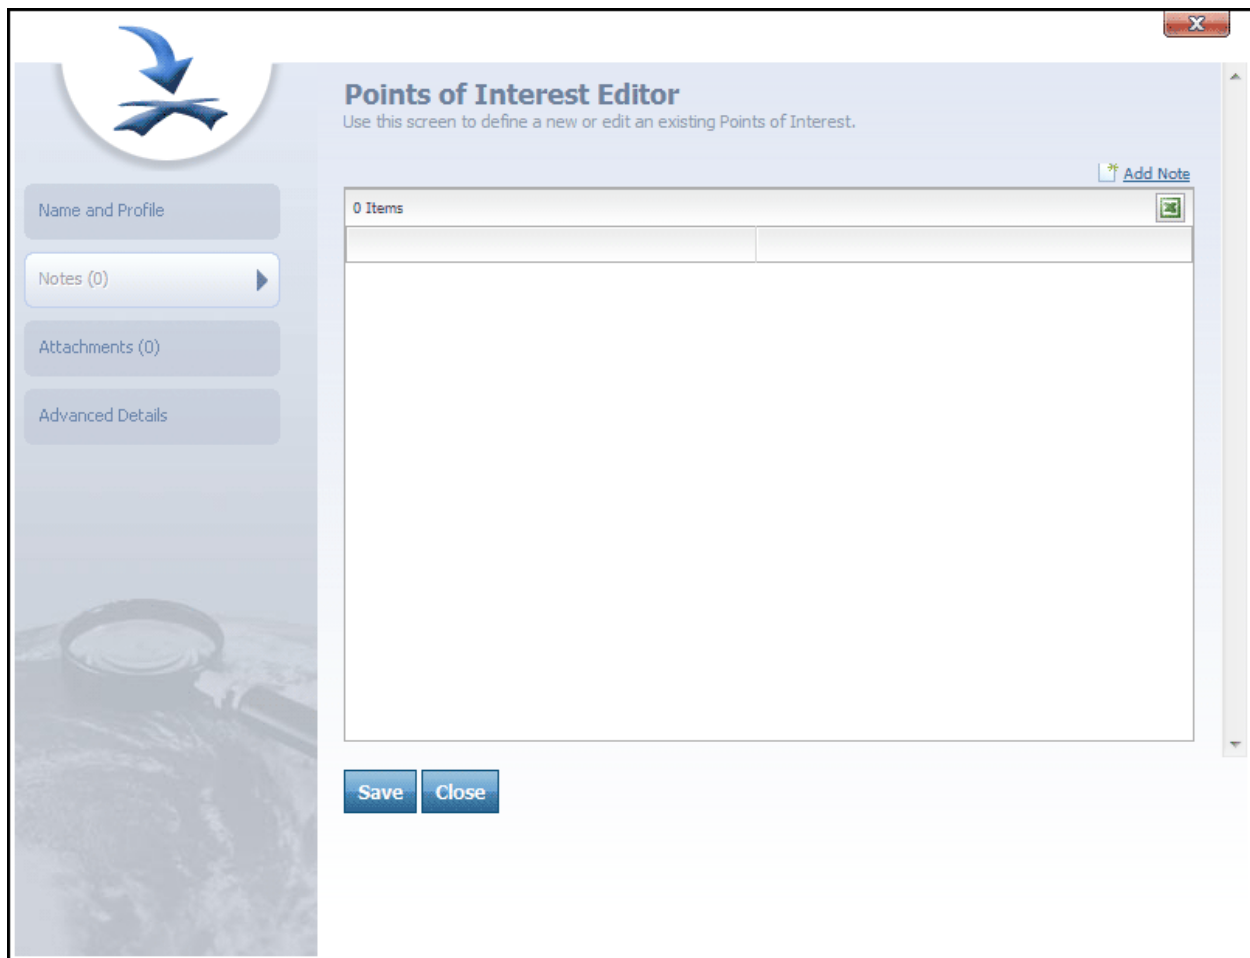 Points of Interest Editor
Use this screen to define a new or edit an existing Points of Interest.
Add Note
Name and Profile
Notes (0)
Attachments (0)
Advanced Details
0 Items
Save
Close